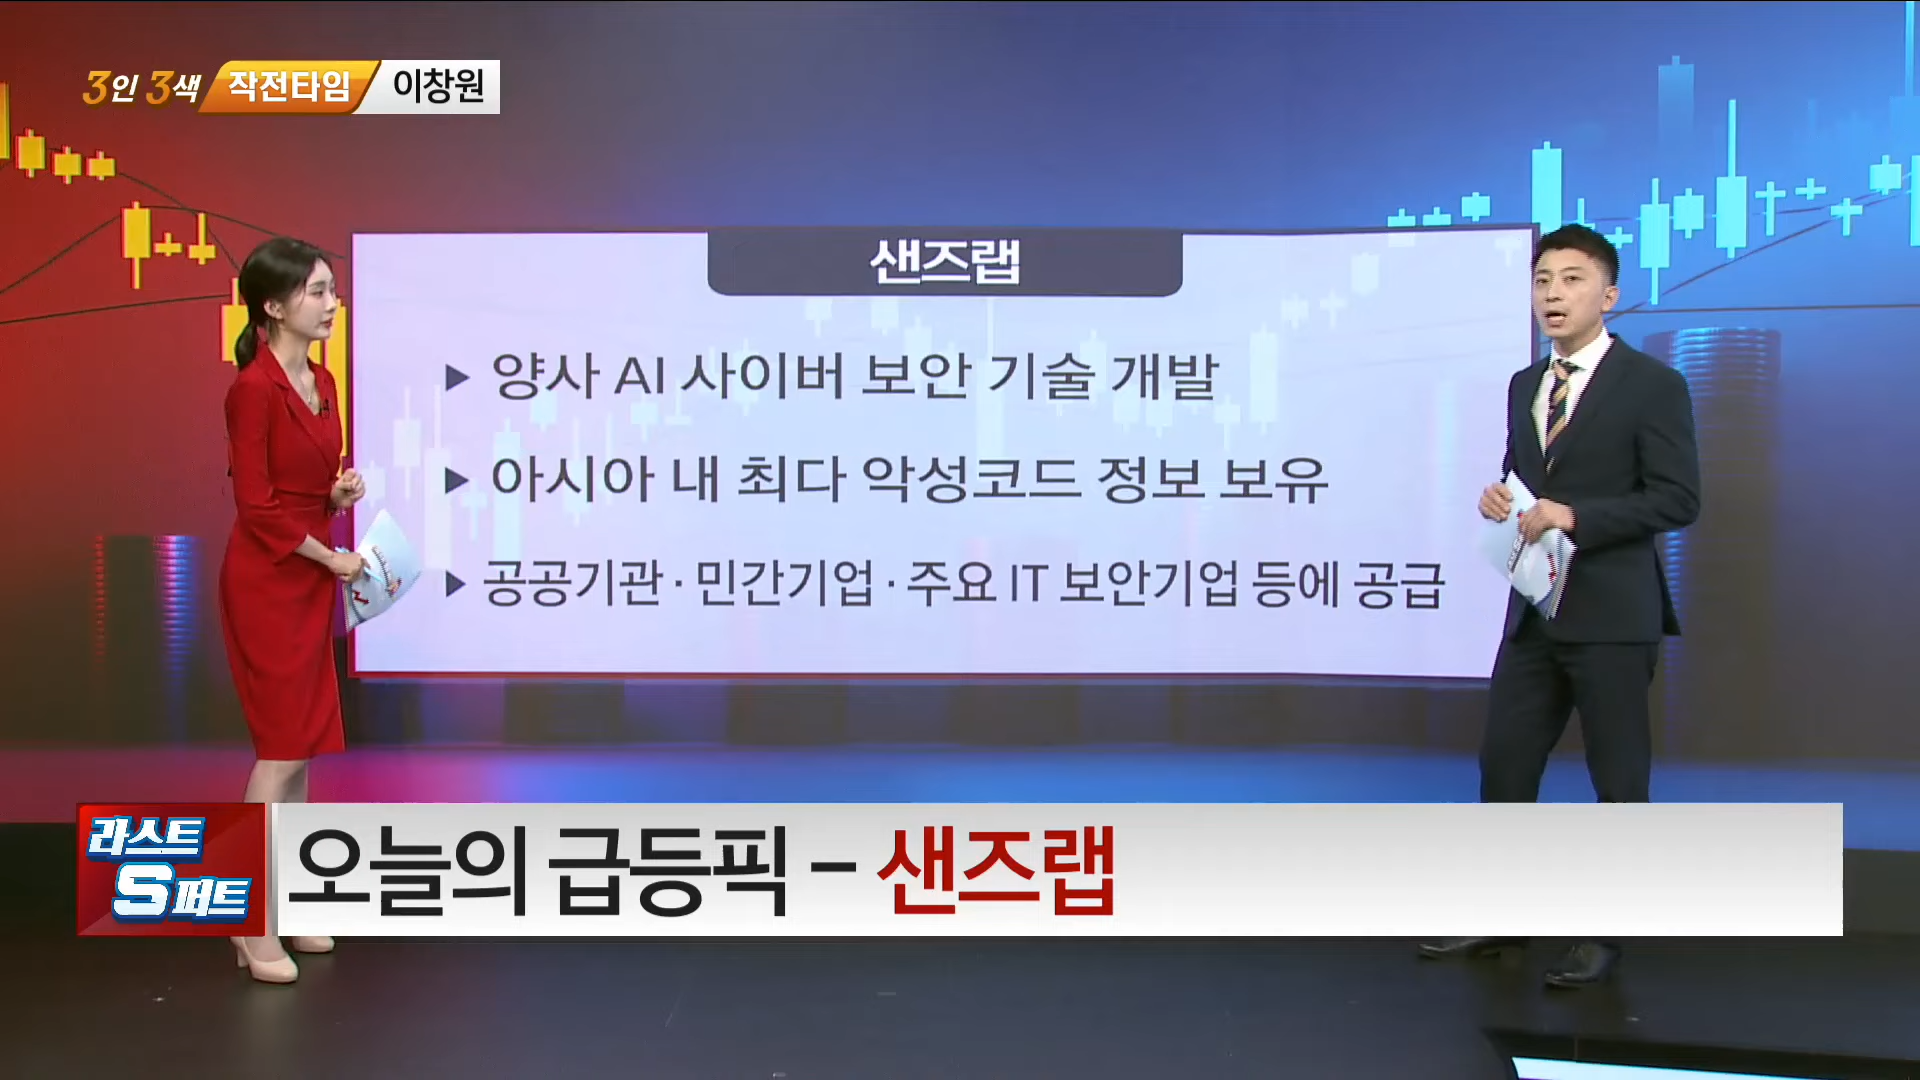 3인 3색 작전타임 이창원
샌즈랩
▶ 양사 AI 사이버 보안 기술 개발
▶ 아시아 내 최다 악성코드 정보 보유
▶ 공공기관·민간기업·주요 IT 보안기업 등에 공급
라스트
S퍼트
오늘의 급등픽 - 샌즈랩